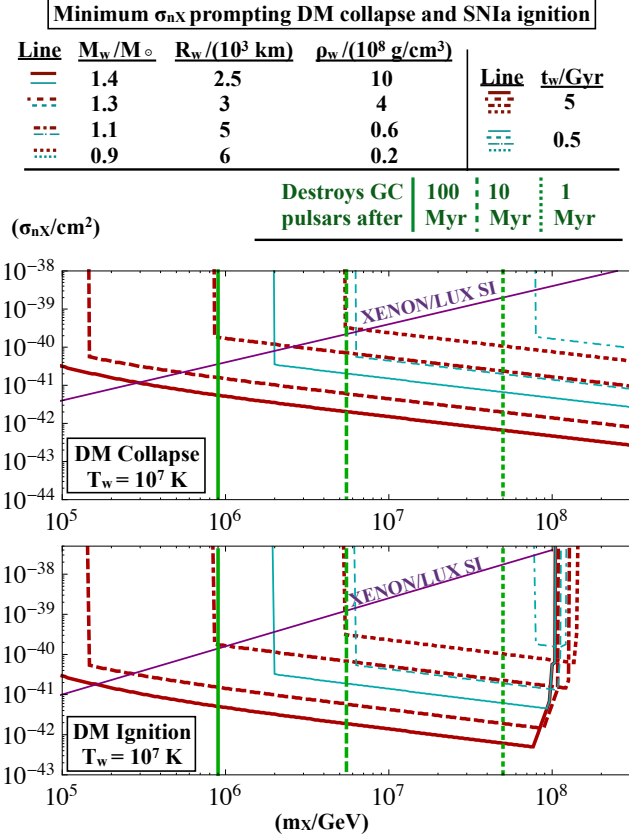 Minimum σnX prompting DM collapse and SNIa ignition
Line M_w/M☉ R_w/(10³ km) ρ_w/(10⁸ g/cm³)
1.4 2.5 10
1.3 3 4
1.1 5 0.6
0.9 6 0.2
Line t_w/Gyr
5
0.5
Destroys GC pulsars after
100 Myr
10 Myr
1 Myr
(σnX/cm²)
10⁻³⁸
10⁻³⁹
10⁻⁴⁰
10⁻⁴¹
10⁻⁴²
10⁻⁴³
10⁻⁴⁴
XENON/LUX SI
DM Collapse
T_w = 10⁷ K
10⁵ 10⁶ 10⁷ 10⁸
10⁻³⁸
10⁻³⁹
10⁻⁴⁰
10⁻⁴¹
10⁻⁴²
10⁻⁴³
XENON/LUX SI
DM Ignition
T_w = 10⁷ K
10⁵ 10⁶ 10⁷ 10⁸
(m_X/GeV)